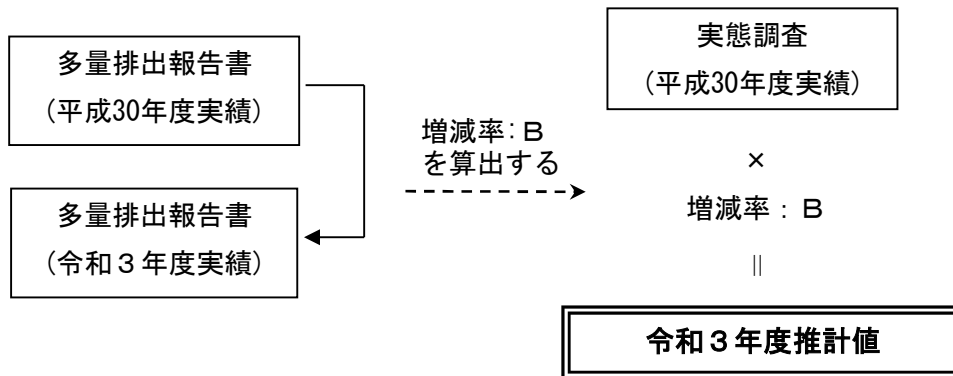 多量排出報告書
(平成30年度実績)
多量排出報告書
(令和３年度実績)
増減率：Ｂ
を算出する
実態調査
(平成30年度実績)
×
増減率：Ｂ
॥
令和３年度推計値